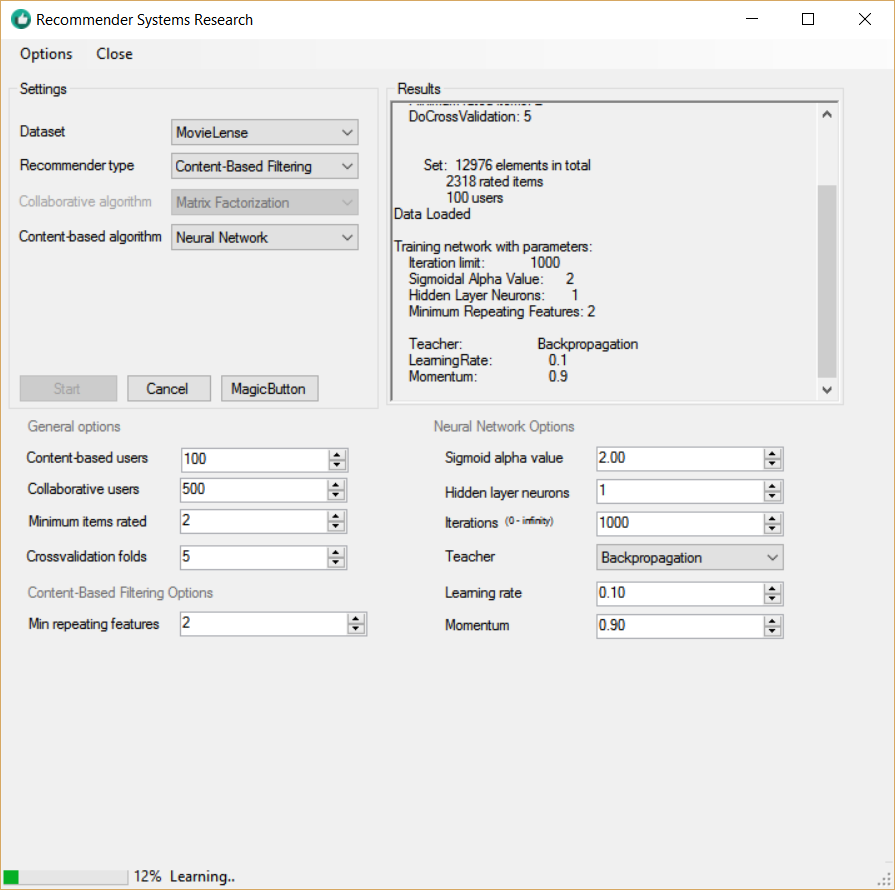 Recommender Systems Research
Options Close
Settings
Dataset MovieLense
Recommender type Content-Based Filtering
Collaborative algorithm Matrix Factorization
Content-based algorithm Neural Network
Start Cancel MagicButton
Results
DoCrossValidation: 5
Set: 12976 elements in total
2318 rated items
100 users
Data Loaded
Training network with parameters:
Iteration limit: 1000
Sigmoidal Alpha Value: 2
Hidden Layer Neurons: 1
Minimum Repeating Features: 2
Teacher: Backpropagation
LearningRate: 0.1
Momentum: 0.9
General options
Content-based users 100
Collaborative users 500
Minimum items rated 2
Crossvalidation folds 5
Content-Based Filtering Options
Min repeating features 2
Neural Network Options
Sigmoid alpha value 2.00
Hidden layer neurons 1
Iterations (0 - infinity) 1000
Teacher Backpropagation
Learning rate 0.10
Momentum 0.90
12% Learning..